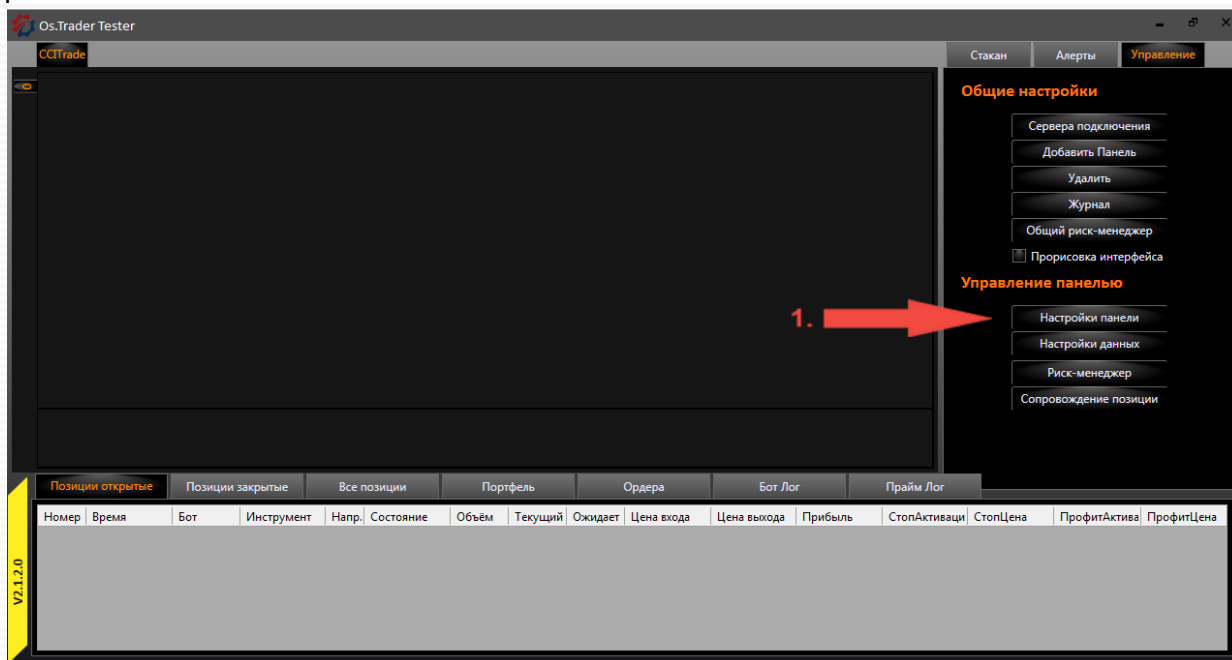 Os.Trader Tester
CCITrade
Стакан Алерты Управление
Общие настройки
Сервера подключения
Добавить Панель
Удалить
Журнал
Общий риск-менеджер
Прорисовка интерфейса
Управление панелью
1.
Настройки панели
Настройки данных
Риск-менеджер
Сопровождение позиции
Позиции открытые Позиции закрытые Все позиции Портфель Ордера Бот Лог Прайм Лог
Номер Время Бот Инструмент Напр. Состояние Объём Текущий Ожидает Цена входа Цена выхода Прибыль СтопАктиваци СтопЦена ПрофитАктива ПрофитЦена
V2.1.2.0